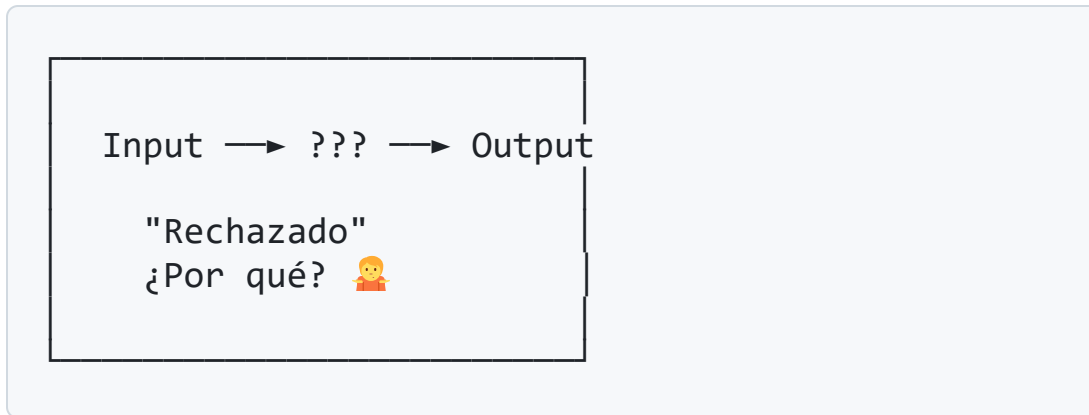 Input ──► ??? ──► Output
"Rechazado"
¿Por qué? 🤷